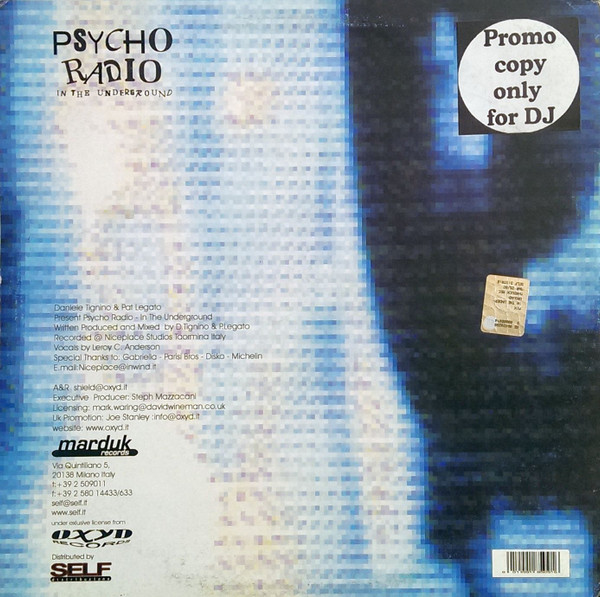 PSYCHO
RADIO
IN THE UNDERGROUND
Promo
copy
only
for DJ
Daniele Tignino & Pat Legato
Present Psycho Radio - In The Underground
Written Produced and Mixed by D.Tignino & P.Legato
Recorded @ Niceplace Studios Taormina Italy
Vocals by Leroy C. Anderson
Special Thanks to: Gabriella - Parisi Bros - Disko - Michelin
E.mail:Niceplace@inwind.it
A&R shield@oxyd.it
Executive Producer: Steph Mazzacani
Licensing: mark.waring@davidwineman.co.uk
Uk Promotion: Joe Stanley :info@oxyd.it
website: www.oxyd.it
marduk
records
Via Quintiliano 5,
20138 Milano Italy
t:+39 2 509011
f:+39 2 580 14433/633
self@self.it
www.self.it
under exlusive license from
OXYD
RECORDS
Distributed by
SELF
DISTRIBUZIONE